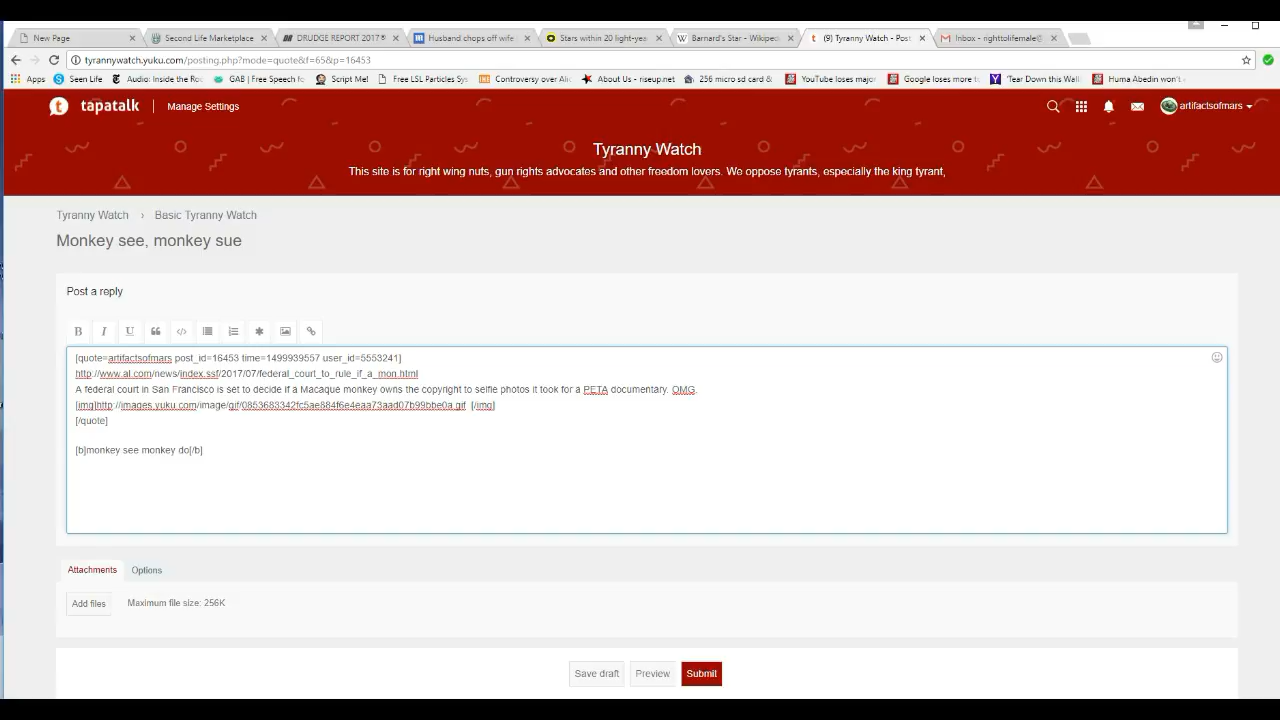 New Page
Second Life Marketplace
DRUDGE REPORT 2017®
Husband chops off wife
Stars within 20 light-yea
Barnard's Star - Wikiped
(9) Tyranny Watch - Post
Inbox - righttolifemale@
tyrannywatch.yuku.com/posting.php?mode=quote&f=65&p=16453
Apps
Seen Life
Audio: Inside the Ro
GAB | Free Speech fo
Script Me!
Free LSL Particles Sys
Controversy over Al
About Us - riseup.net
256 micro sd card &
YouTube loses major
Google loses more to
'Tear Down this Wall
Huma Abedin won't
tapatalk
Manage Settings
artifactsofmars
Tyranny Watch
This site is for right wing nuts, gun rights advocates and other freedom lovers. We oppose tyrants, especially the king tyrant,
Tyranny Watch › Basic Tyranny Watch
Monkey see, monkey sue
Post a reply
B I U
[quote=artifactsofmars post_id=16453 time=1499939557 user_id=5553241]
http://www.al.com/news/index.ssf/2017/07/federal_court_to_rule_if_a_mon.html
A federal court in San Francisco is set to decide if a Macaque monkey owns the copyright to selfie photos it took for a PETA documentary. OMG.
[img]http://images.yuku.com/image/gif/0853683342fc5ae884f6e4eaa73aad07b99bbe0a.gif [/img]
[/quote]
[b]monkey see monkey do[/b]
Attachments
Options
Add files
Maximum file size: 256K
Save draft
Preview
Submit